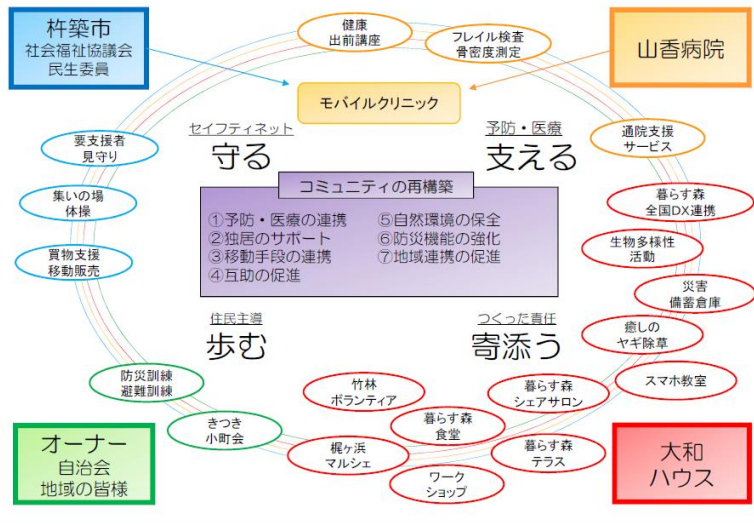 杵築市
社会福祉協議会
民生委員
健康
出前講座
フレイル検査
骨密度測定
山香病院
モバイルクリニック
セイフティネット
守る
予防・医療
支える
通院支援
サービス
要支援者
見守り
集いの場
体操
買物支援
移動販売
コミュニティの再構築
①予防・医療の連携
②独居のサポート
③移動手段の連携
④互助の促進
⑤自然環境の保全
⑥防災機能の強化
⑦地域連携の促進
暮らす森
全国DX連携
生物多様性
活動
災害
備蓄倉庫
癒しの
ヤギ除草
スマホ教室
住民主導
歩む
つくった責任
寄添う
防災訓練
避難訓練
きつき
小町会
竹林
ボランティア
梶ヶ浜
マルシェ
暮らす森
食堂
ワーク
ショップ
暮らす森
シェアサロン
暮らす森
テラス
オーナー
自治会
地域の皆様
大和
ハウス